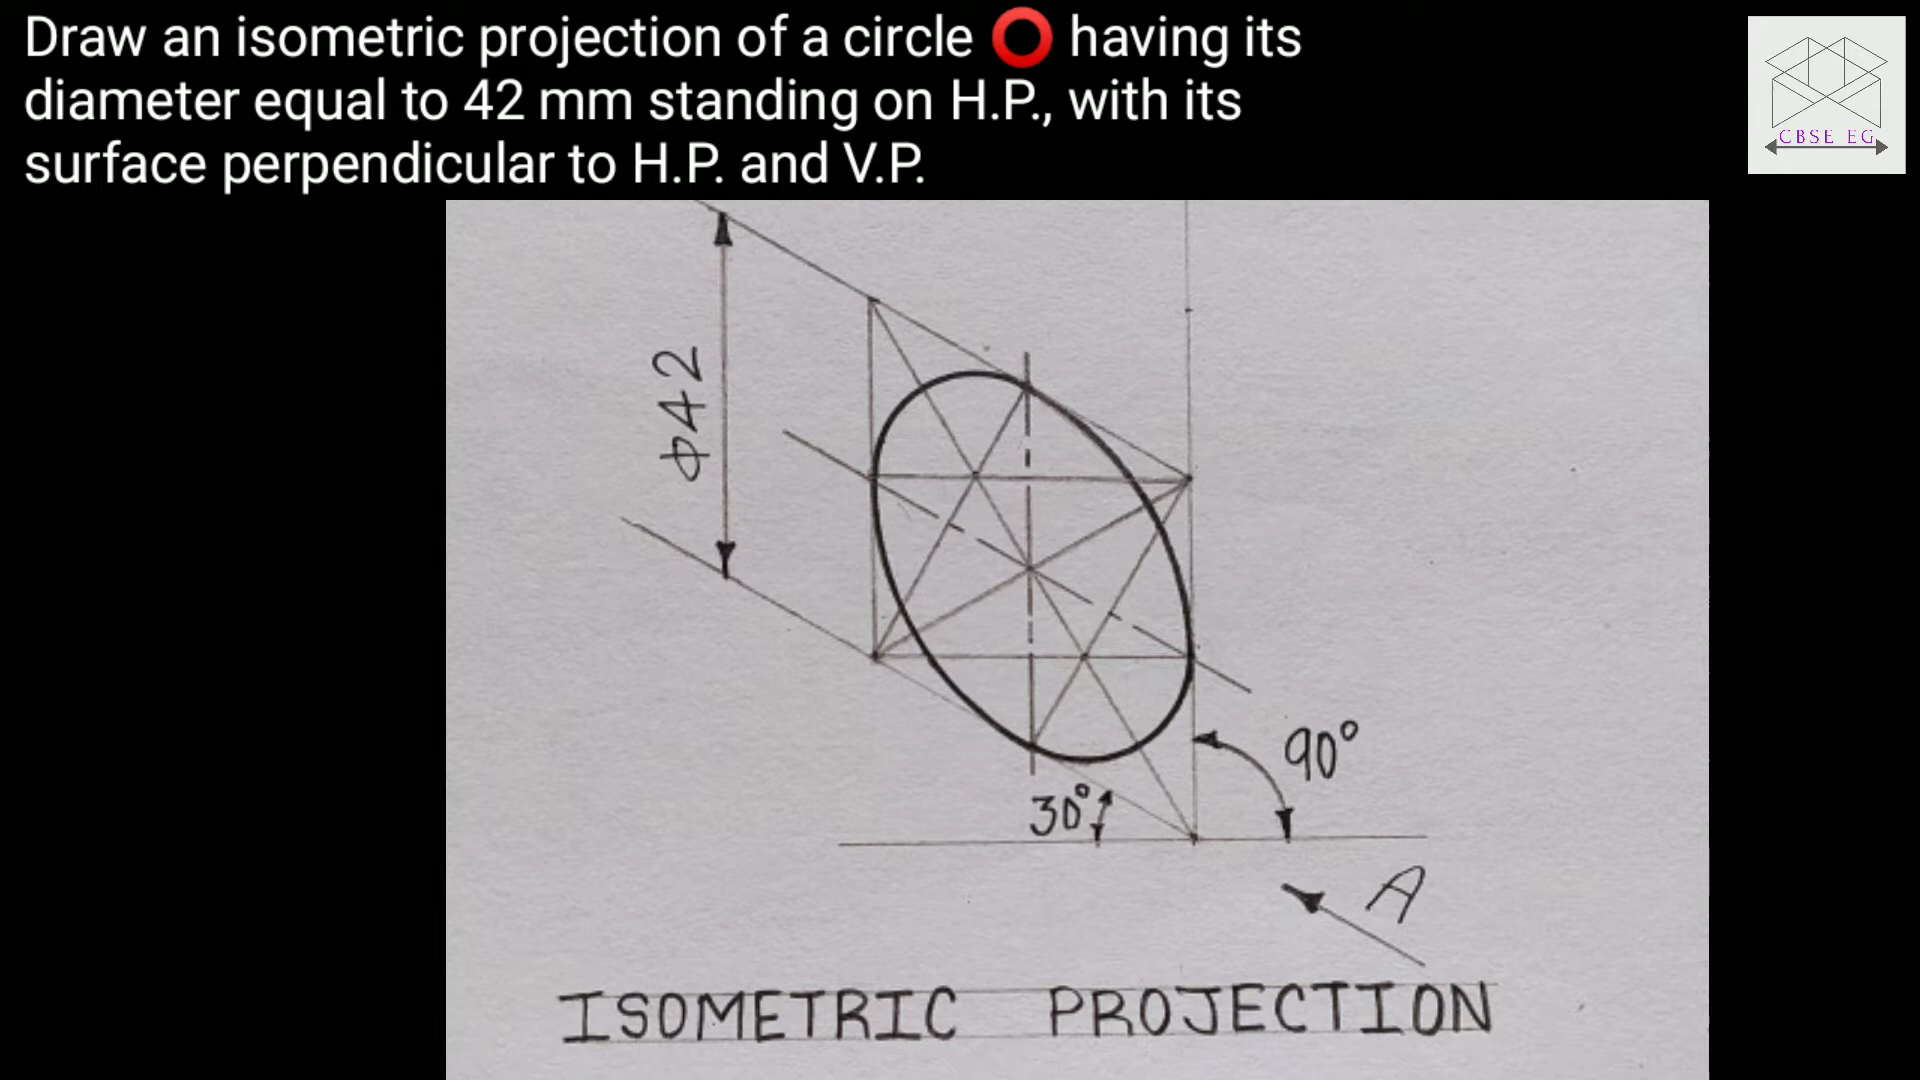 Draw an isometric projection of a circle ⭕ having its
diameter equal to 42 mm standing on H.P., with its
surface perpendicular to H.P. and V.P.
CBSE EG
ϕ42
90°
30°
A
ISOMETRIC PROJECTION